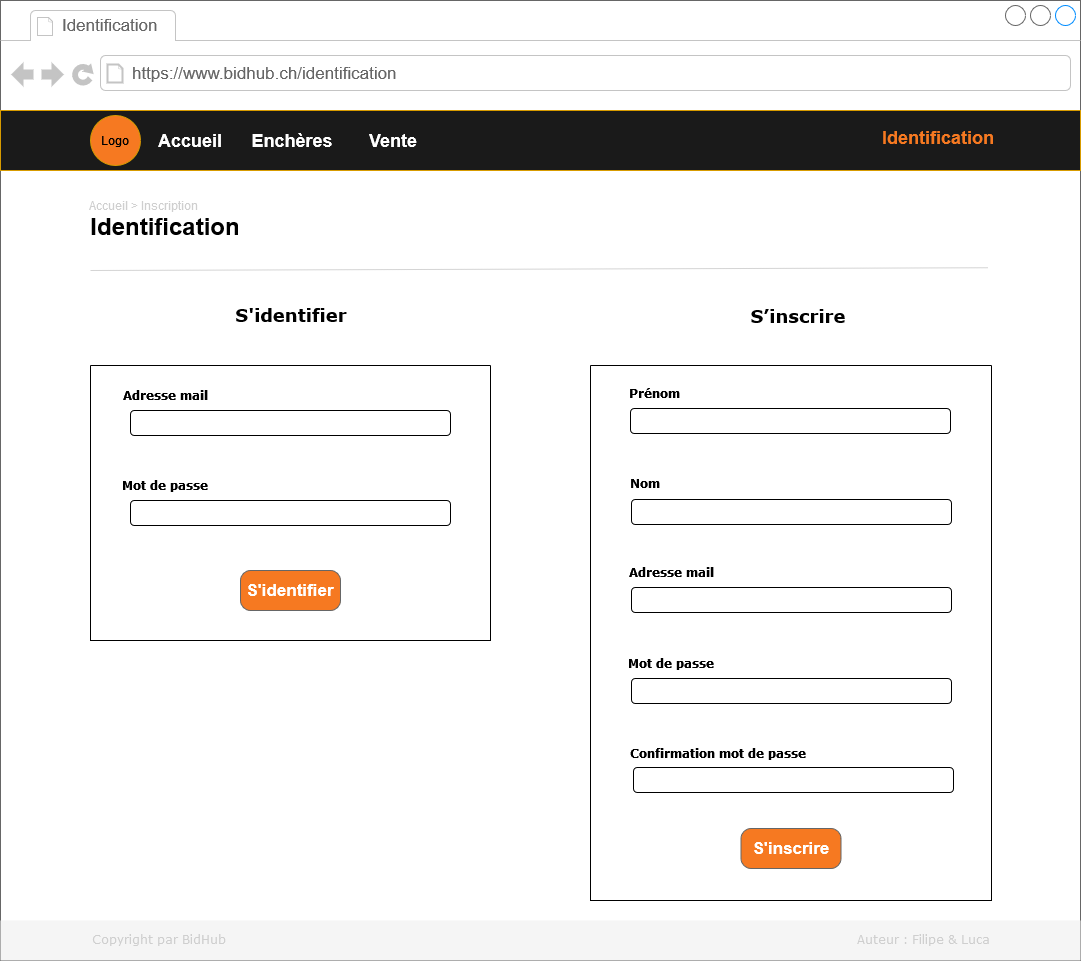 Identification
https://www.bidhub.ch/identification
Logo Accueil Enchères Vente Identification
Accueil > Inscription
Identification
S'identifier
S’inscrire
Adresse mail
Mot de passe
S'identifier
Prénom
Nom
Adresse mail
Mot de passe
Confirmation mot de passe
S'inscrire
Copyright par BidHub
Auteur : Filipe & Luca